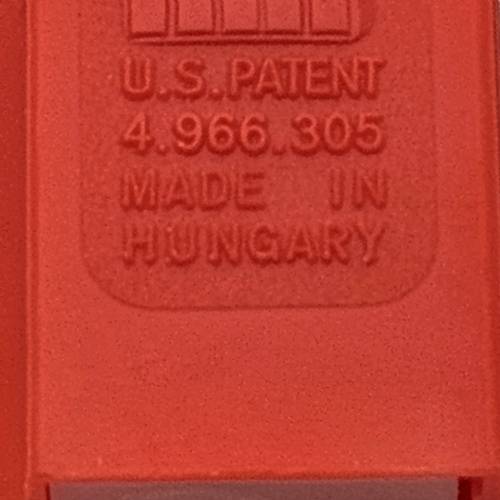 U.S.PATENT
4.966.305
MADE IN
HUNGARY